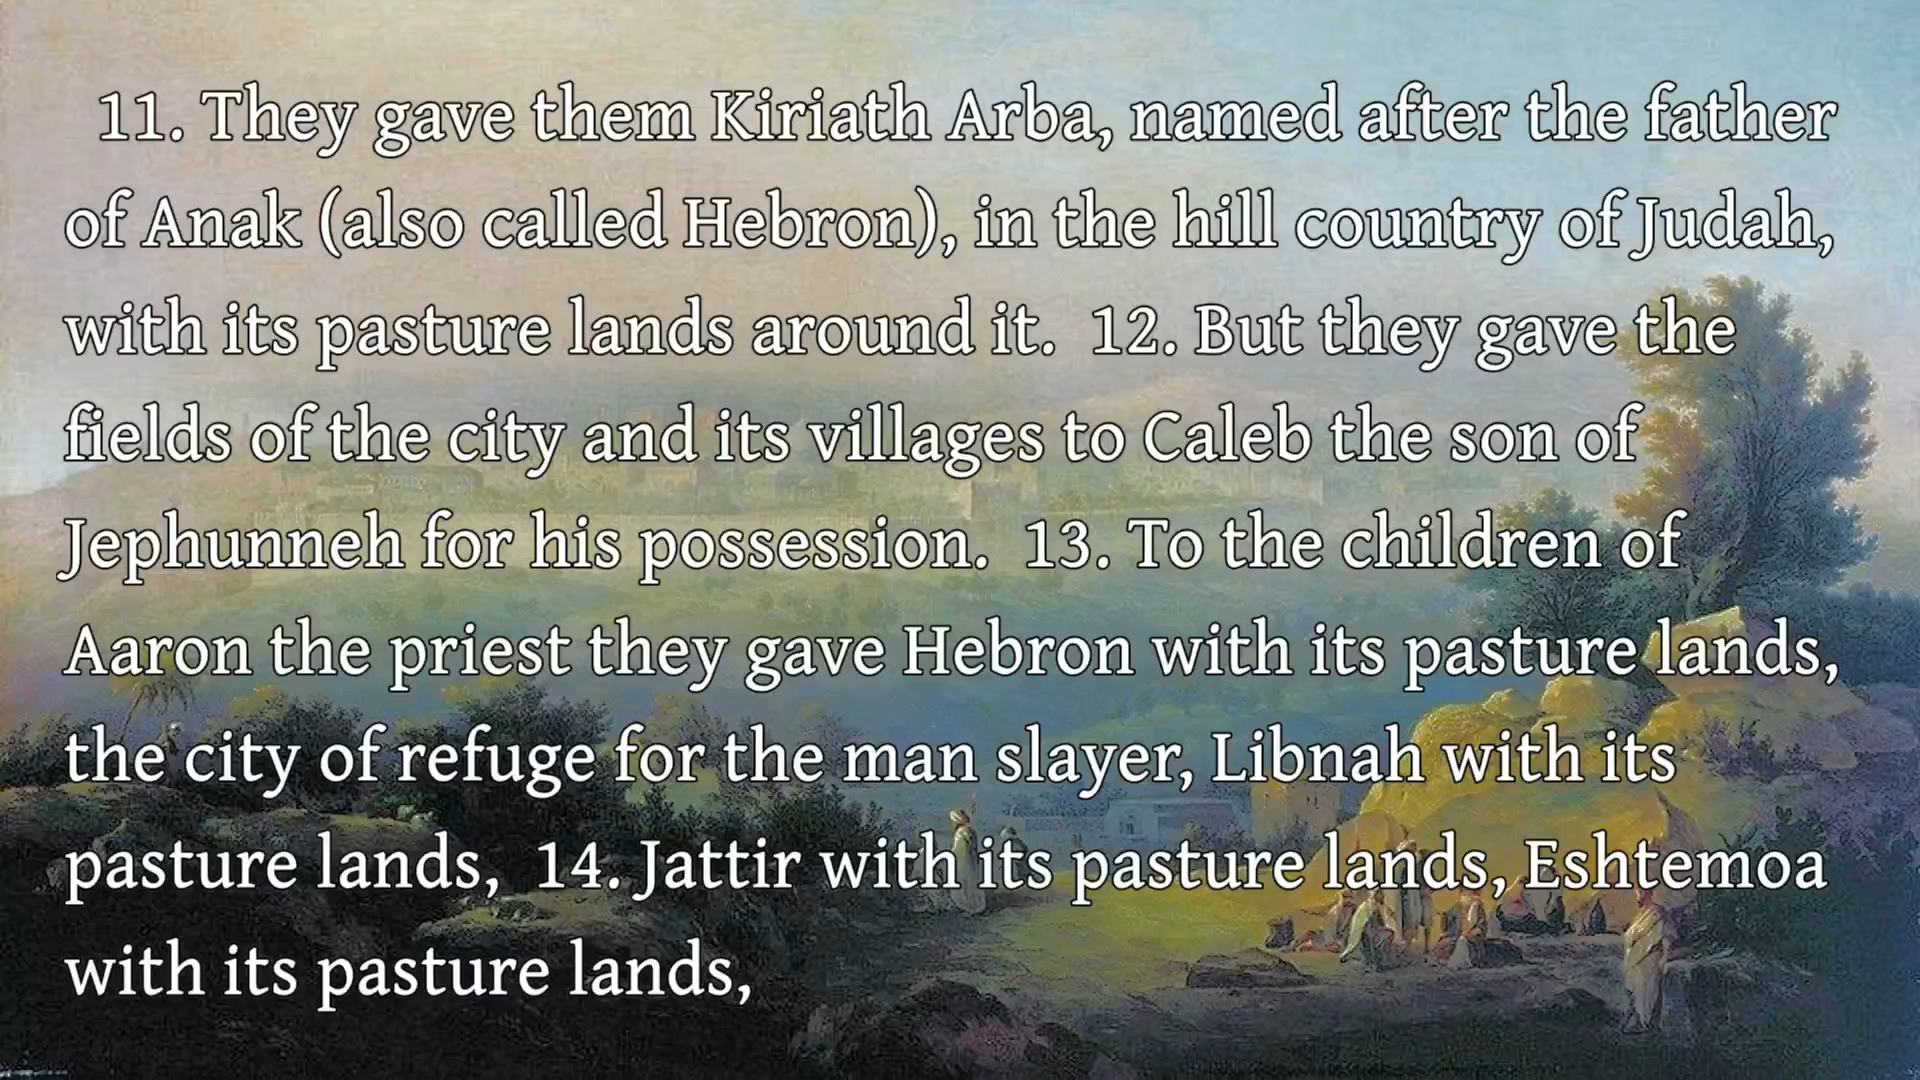 11. They gave them Kiriath Arba, named after the father
of Anak (also called Hebron), in the hill country of Judah,
with its pasture lands around it. 12. But they gave the
fields of the city and its villages to Caleb the son of
Jephunneh for his possession. 13. To the children of
Aaron the priest they gave Hebron with its pasture lands,
the city of refuge for the man slayer, Libnah with its
pasture lands, 14. Jattir with its pasture lands, Eshtemoa
with its pasture lands,